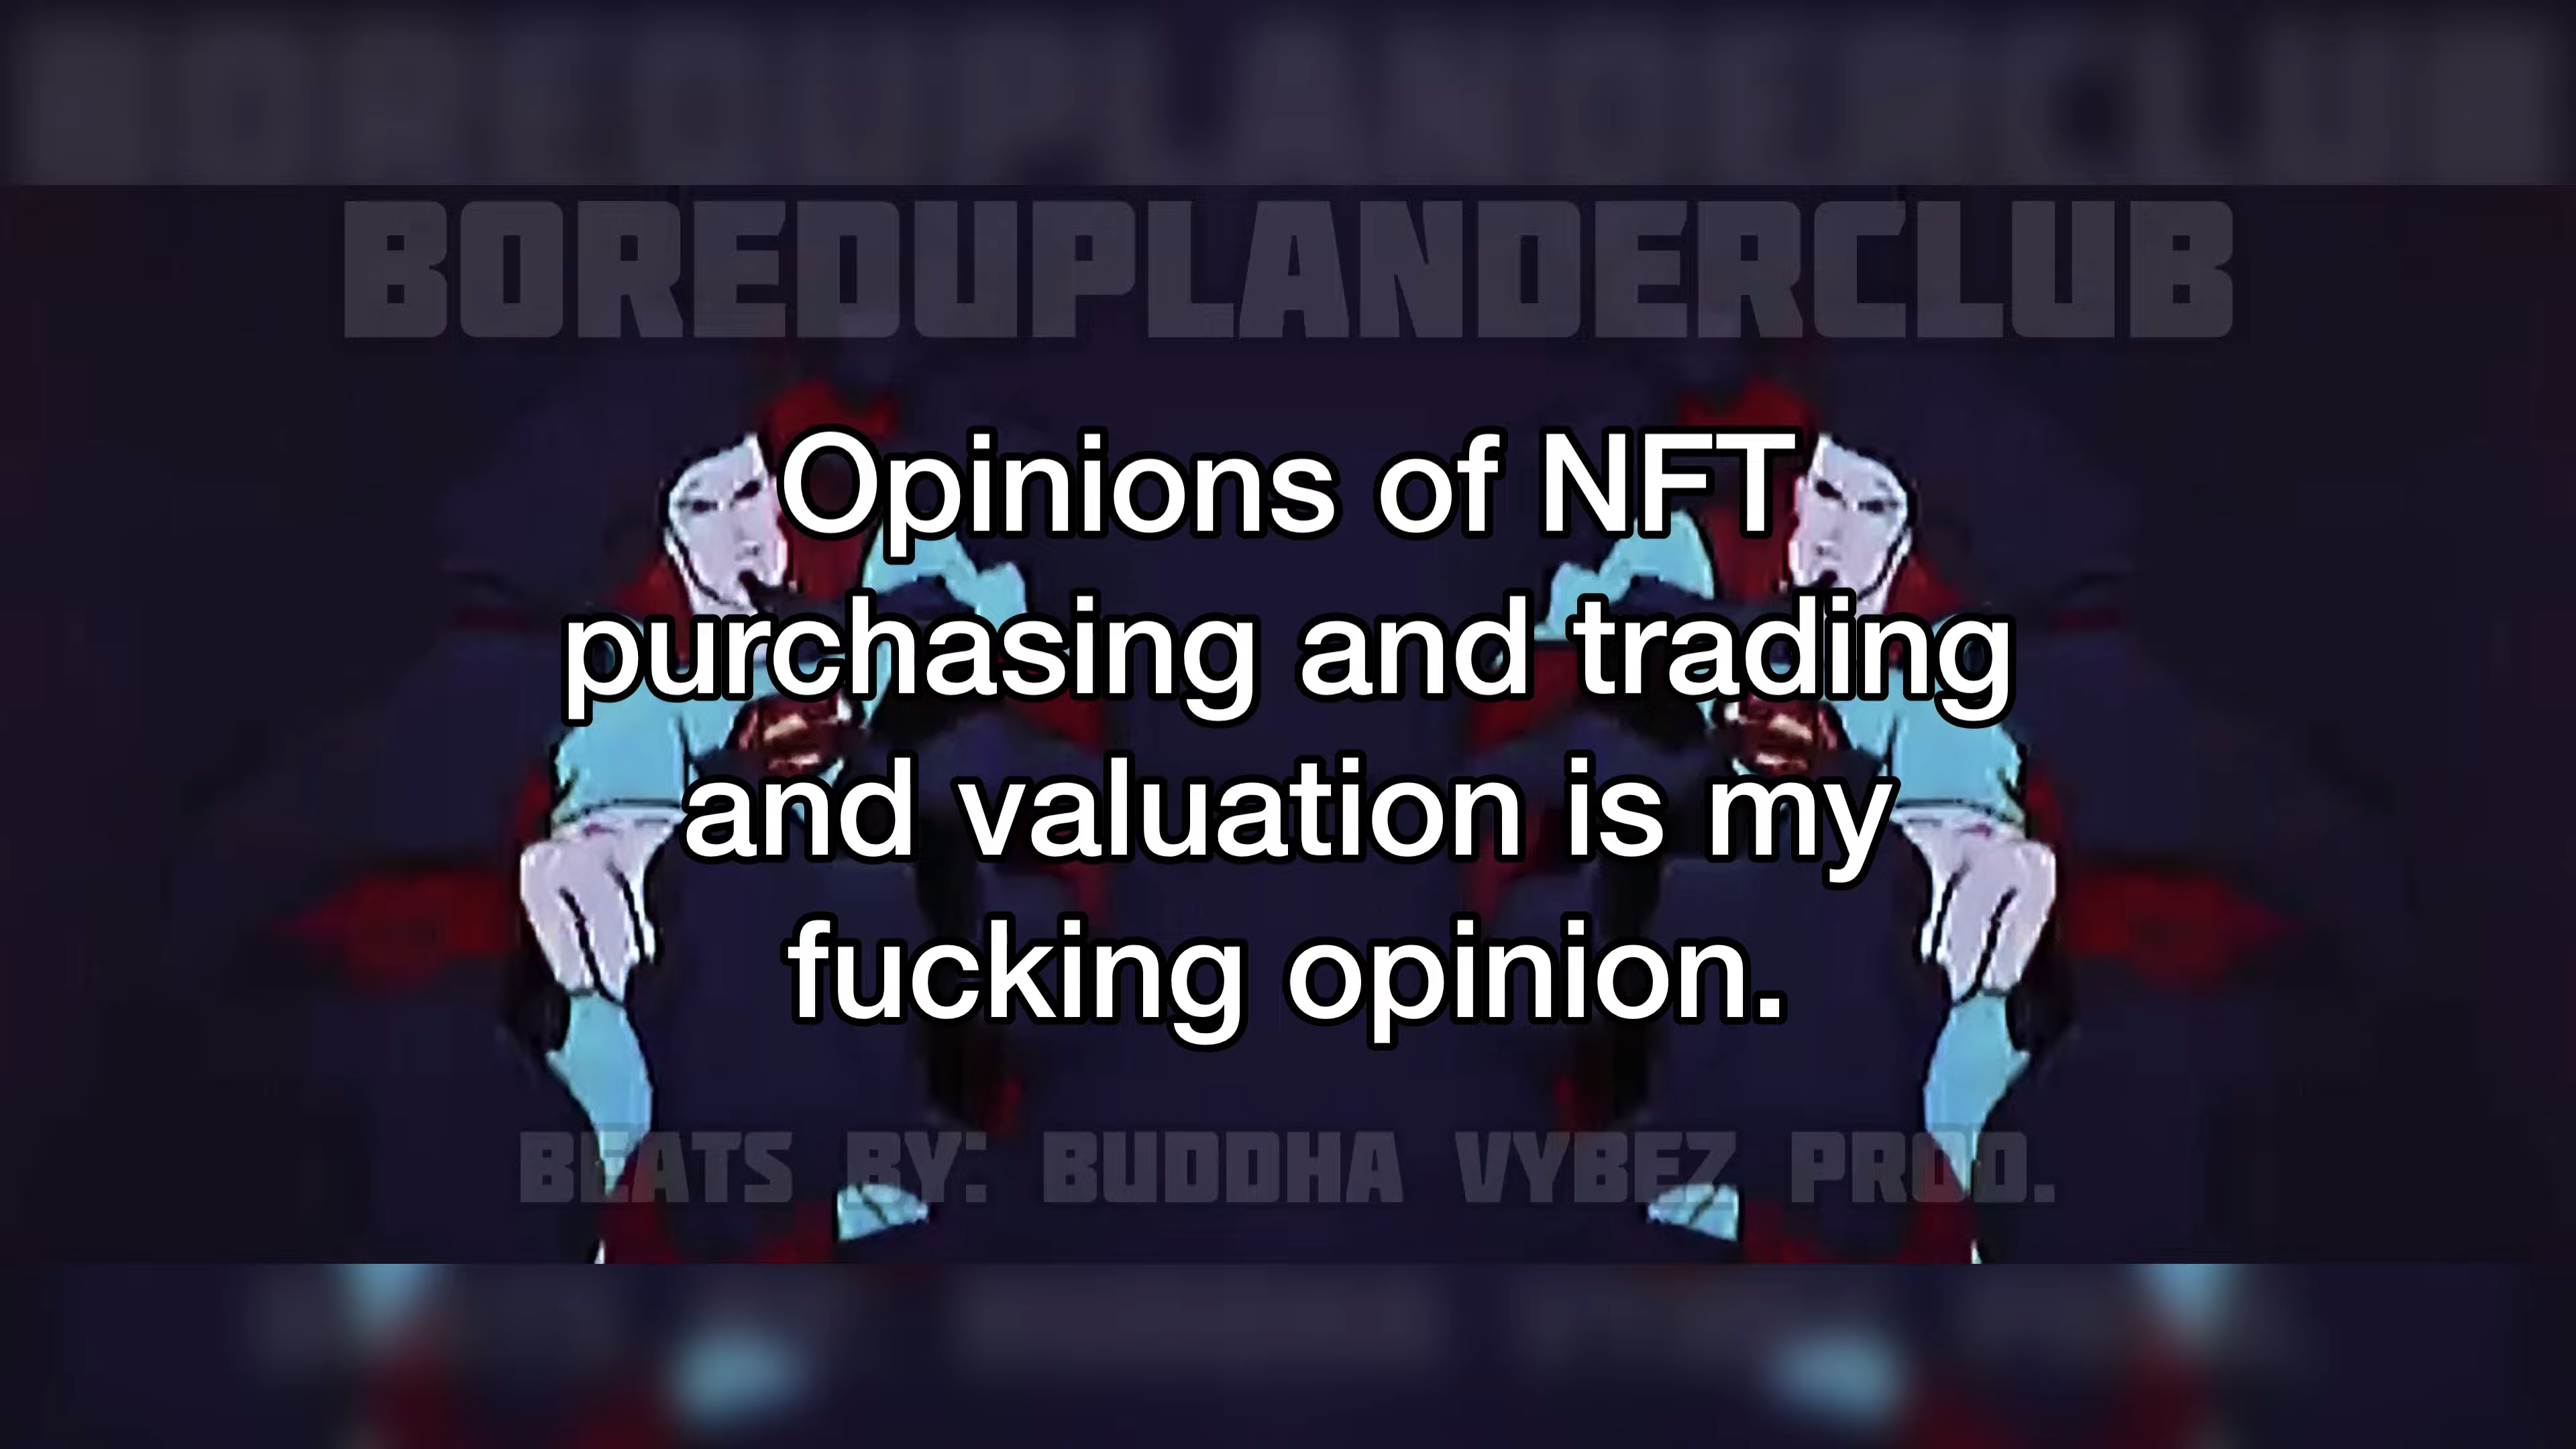 BOREDUPLANDERCLUB
Opinions of NFT
purchasing and trading
and valuation is my
fucking opinion.
BEATS BY: BUDDHA VYBEZ PROD.